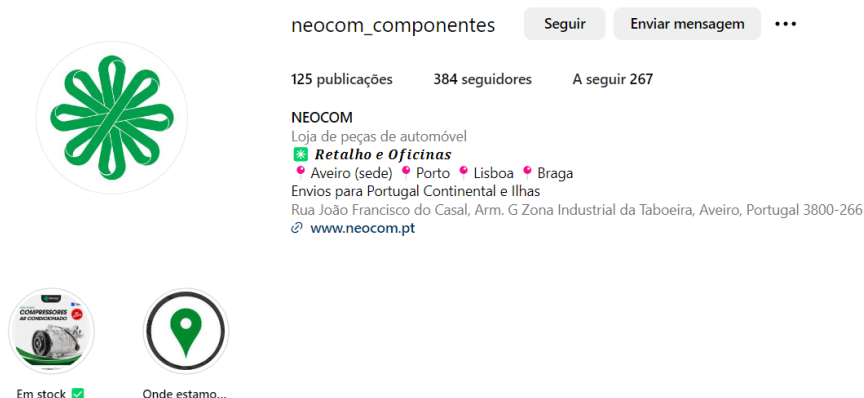 neocom_componentes Seguir Enviar mensagem
125 publicações 384 seguidores A seguir 267
NEOCOM
Loja de peças de automóvel
✳️ Retalho e Oficinas
📍 Aveiro (sede) 📍 Porto 📍 Lisboa 📍 Braga
Envios para Portugal Continental e Ilhas
Rua João Francisco do Casal, Arm. G Zona Industrial da Taboeira, Aveiro, Portugal 3800-266
www.neocom.pt
COMPRESSORES
AR CONDICIONADO
Em stock ✅ Onde estamo...